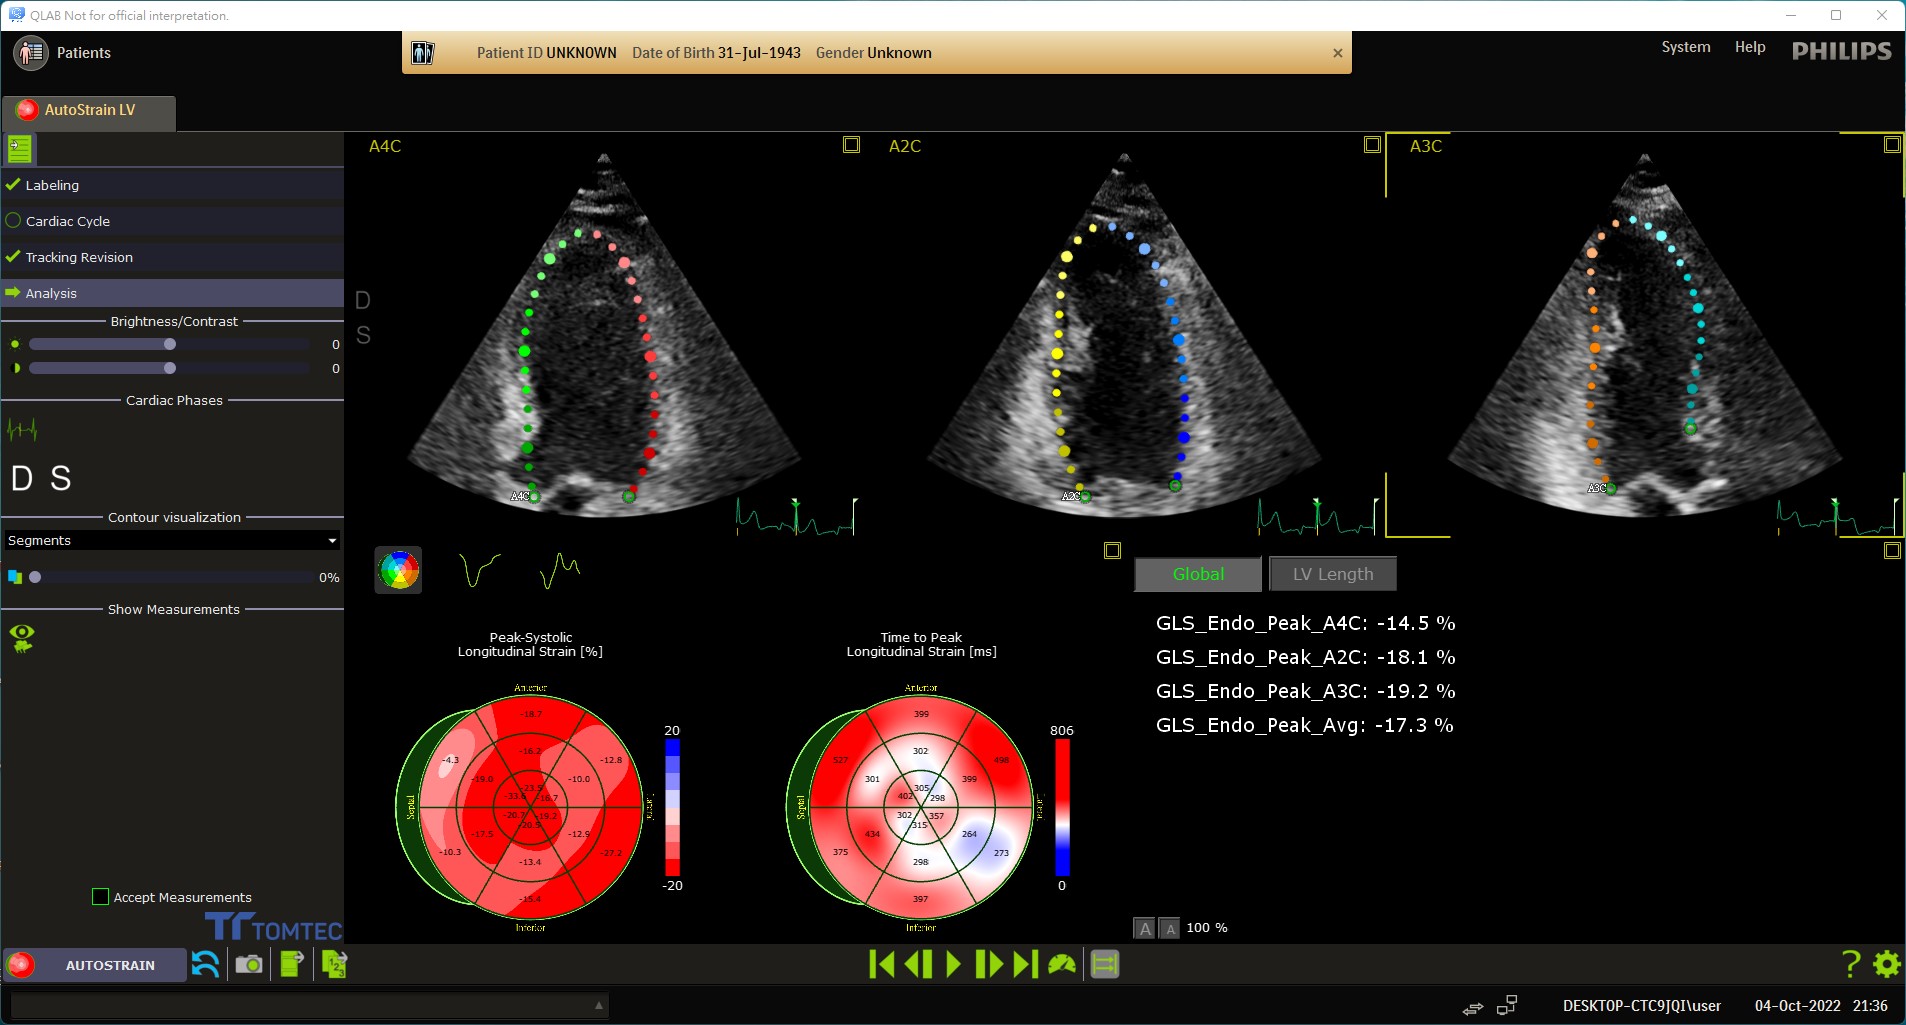 QLAB Not for official interpretation.
Patients
Patient ID UNKNOWN Date of Birth 31-Jul-1943 Gender Unknown
System Help PHILIPS
AutoStrain LV
Labeling
Cardiac Cycle
Tracking Revision
Analysis
Brightness/Contrast
0
0
Cardiac Phases
D S
Contour visualization
Segments
0%
Show Measurements
Accept Measurements
TOMTEC
A4C
A2C
A3C
D
S
A4C
A2C
A3C
Global
LV Length
GLS_Endo_Peak_A4C: -14.5 %
GLS_Endo_Peak_A2C: -18.1 %
GLS_Endo_Peak_A3C: -19.2 %
GLS_Endo_Peak_Avg: -17.3 %
Peak-Systolic
Longitudinal Strain [%]
Anterior
-18.7
-4.3
-16.2
-12.8
-19.0
-10.0
-23.5
-33.6
-16.7
Septal
Lateral
-20.7
-19.2
-20.5
-17.5
-12.9
-10.3
-13.4
-27.2
-15.4
Inferior
20
-20
Time to Peak
Longitudinal Strain [ms]
Anterior
399
527
302
498
301
399
305
402
298
Septal
Lateral
302
357
315
434
264
375
298
273
397
Inferior
806
0
A A 100 %
AUTOSTRAIN
123
?
DESKTOP-CTC9JQI\user 04-Oct-2022 21:36